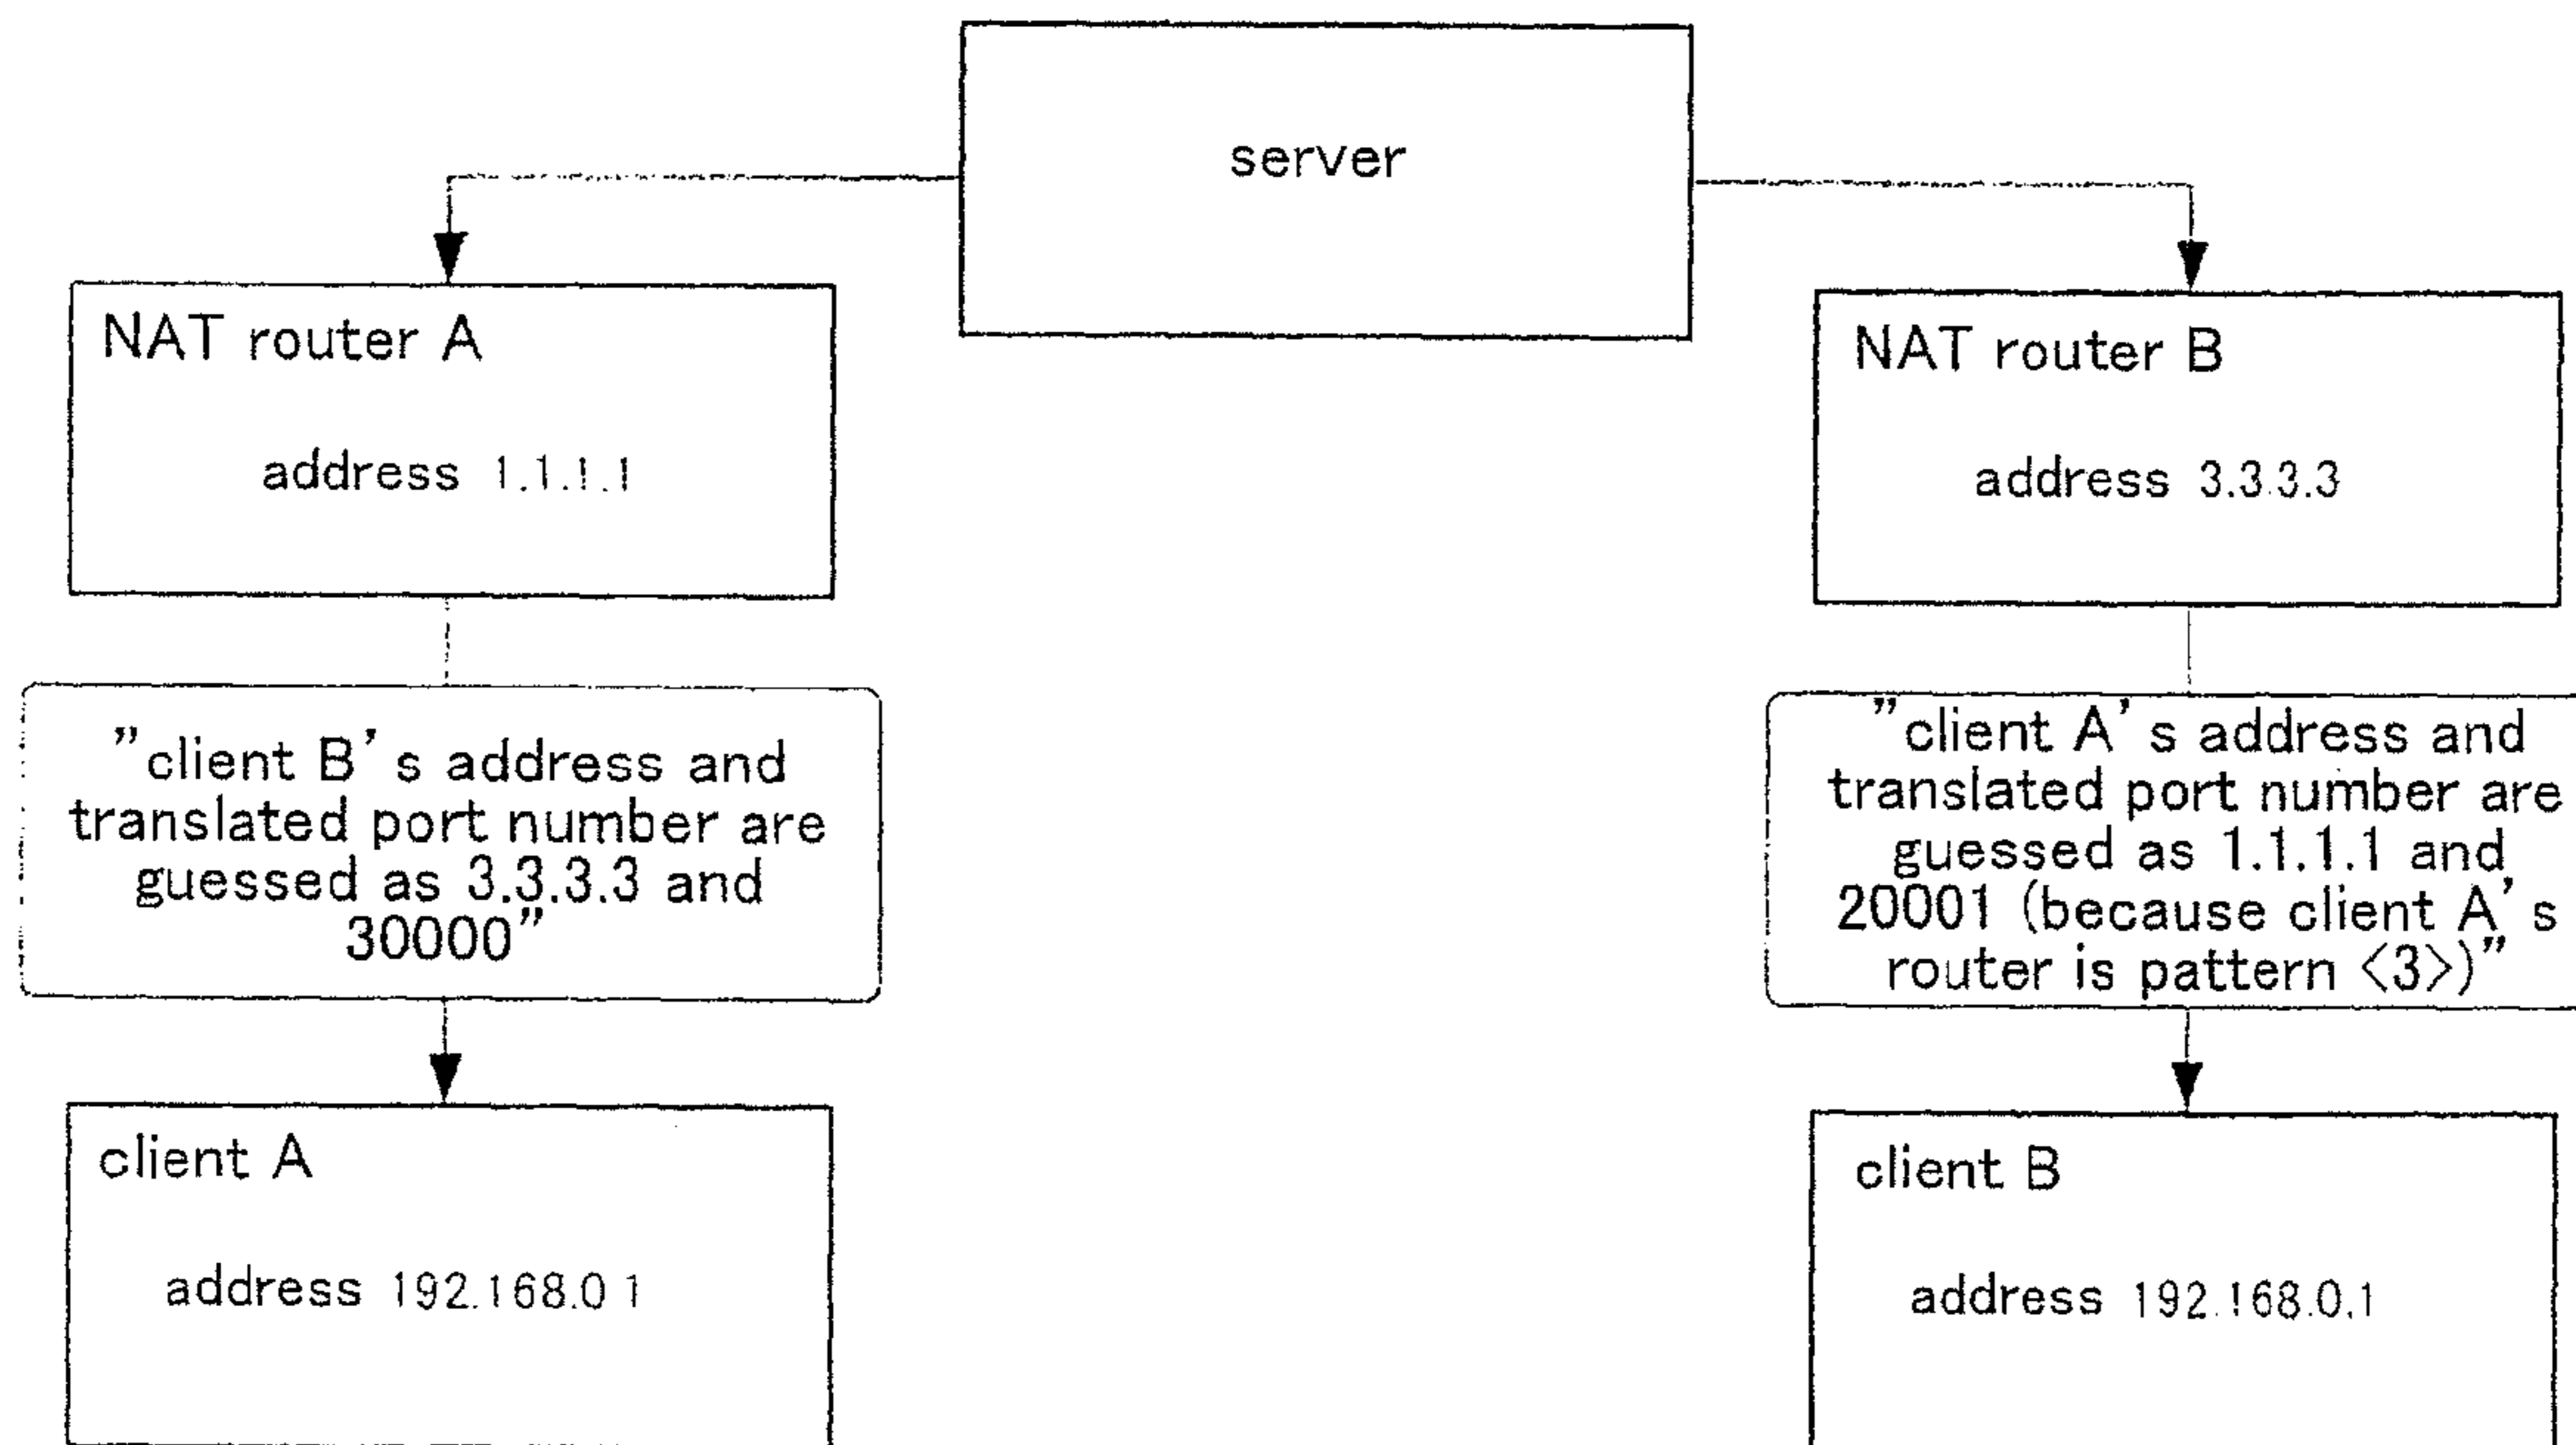 server
NAT router A
address 1.1.1.1
NAT router B
address 3.3.3.3
"client B's address and
translated port number are
guessed as 3.3.3.3 and
30000"
"client A's address and
translated port number are
guessed as 1.1.1.1 and
20001 (because client A's
router is pattern <3>)"
client A
address 192.168.0 1
client B
address 192.168.0.1